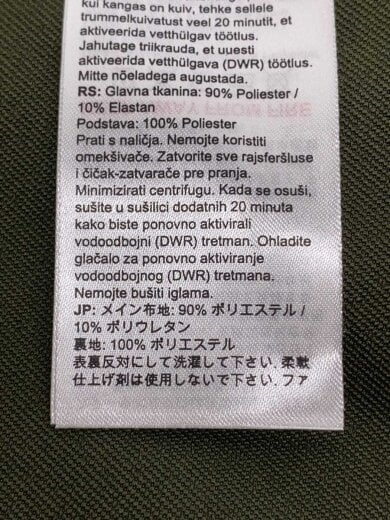 kui kangas on kuiv, tehke sellele
trummelkuivatust veel 20 minutit, et
aktiveerida vetthülgav töötlus.
Jahutage triikrauda, et uuesti
aktiveerida vetthülgava (DWR) töötlus.
Mitte nõeladega augustada.
RS: Glavna tkanina: 90% Poliester /
10% Elastan
Podstava: 100% Poliester
Prati s naličja. Nemojte koristiti
omekšivače. Zatvorite sve rajsferšluse
i čičak-zatvarače pre pranja.
Minimizirati centrifugu. Kada se osuši,
sušite u sušilici dodatnih 20 minuta
kako biste ponovno aktivirali
vodoodbojni (DWR) tretman. Ohladite
glačalo za ponovno aktiviranje
vodoodbojnog (DWR) tretmana.
Nemojte bušiti iglama.
JP: メイン布地: 90% ポリエステル /
10% ポリウレタン
裏地: 100% ポリエステル
表裏反対にして洗濯して下さい. 柔軟
仕上げ剤は使用しないで下さい. ファ